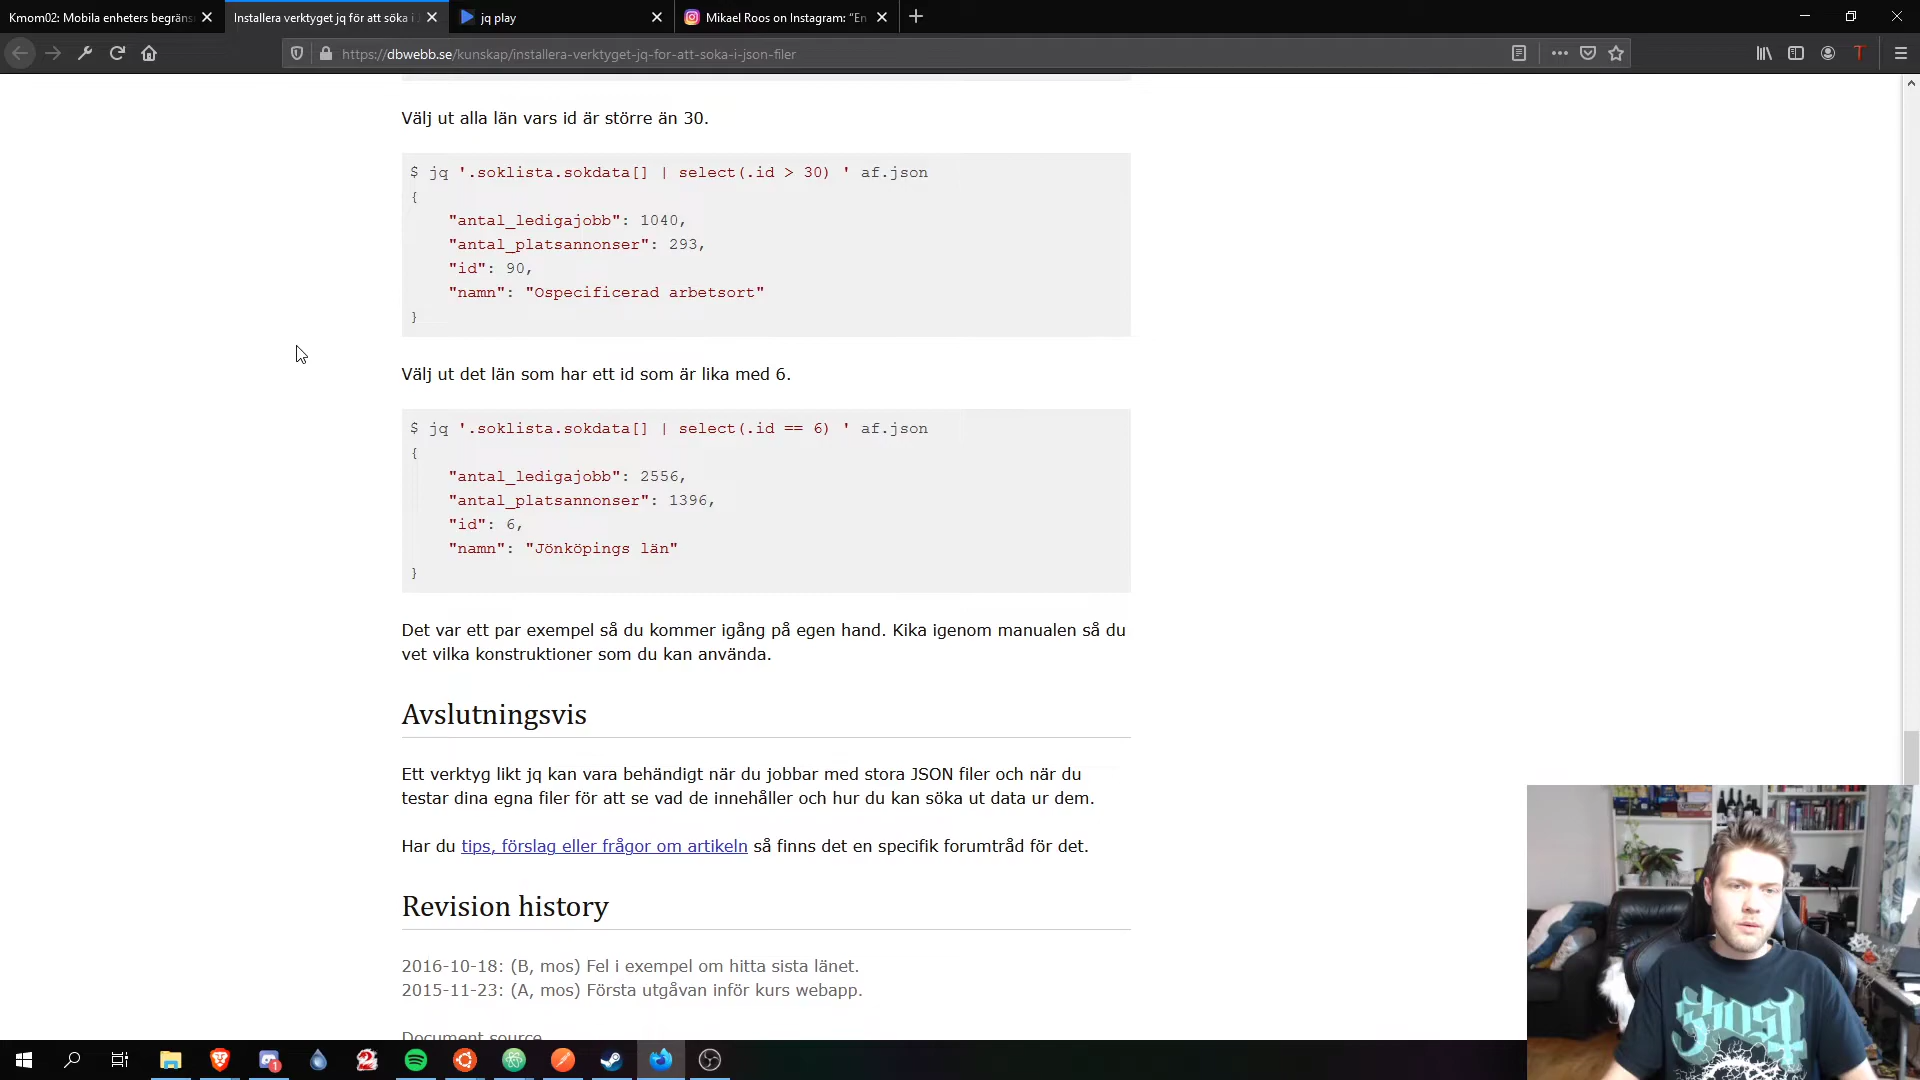 Kmom02: Mobila enheters begräns
Installera verktyget jq för att söka i J
jq play
Mikael Roos on Instagram: “En
https://dbwebb.se/kunskap/installera-verktyget-jq-for-att-soka-i-json-filer
Välj ut alla län vars id är större än 30.
$ jq '.soklista.sokdata[] | select(.id > 30) ' af.json
{
"antal_ledigajobb": 1040,
"antal_platsannonser": 293,
"id": 90,
"namn": "Ospecificerad arbetsort"
}
Välj ut det län som har ett id som är lika med 6.
$ jq '.soklista.sokdata[] | select(.id == 6) ' af.json
{
"antal_ledigajobb": 2556,
"antal_platsannonser": 1396,
"id": 6,
"namn": "Jönköpings län"
}
Det var ett par exempel så du kommer igång på egen hand. Kika igenom manualen så du
vet vilka konstruktioner som du kan använda.
Avslutningsvis
Ett verktyg likt jq kan vara behändigt när du jobbar med stora JSON filer och när du
testar dina egna filer för att se vad de innehåller och hur du kan söka ut data ur dem.
Har du tips, förslag eller frågor om artikeln så finns det en specifik forumtråd för det.
Revision history
2016-10-18: (B, mos) Fel i exempel om hitta sista länet.
2015-11-23: (A, mos) Första utgåvan inför kurs webapp.
Document source
GHOST